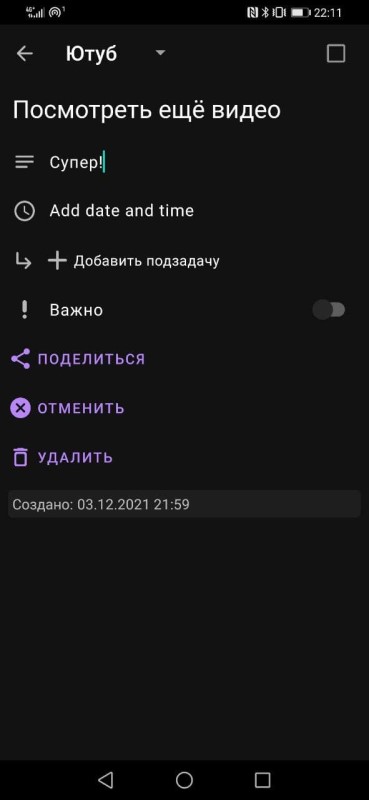 22:11
Ютуб
Посмотреть ещё видео
Супер!
Add date and time
Добавить подзадачу
Важно
ПОДЕЛИТЬСЯ
ОТМЕНИТЬ
УДАЛИТЬ
Создано: 03.12.2021 21:59